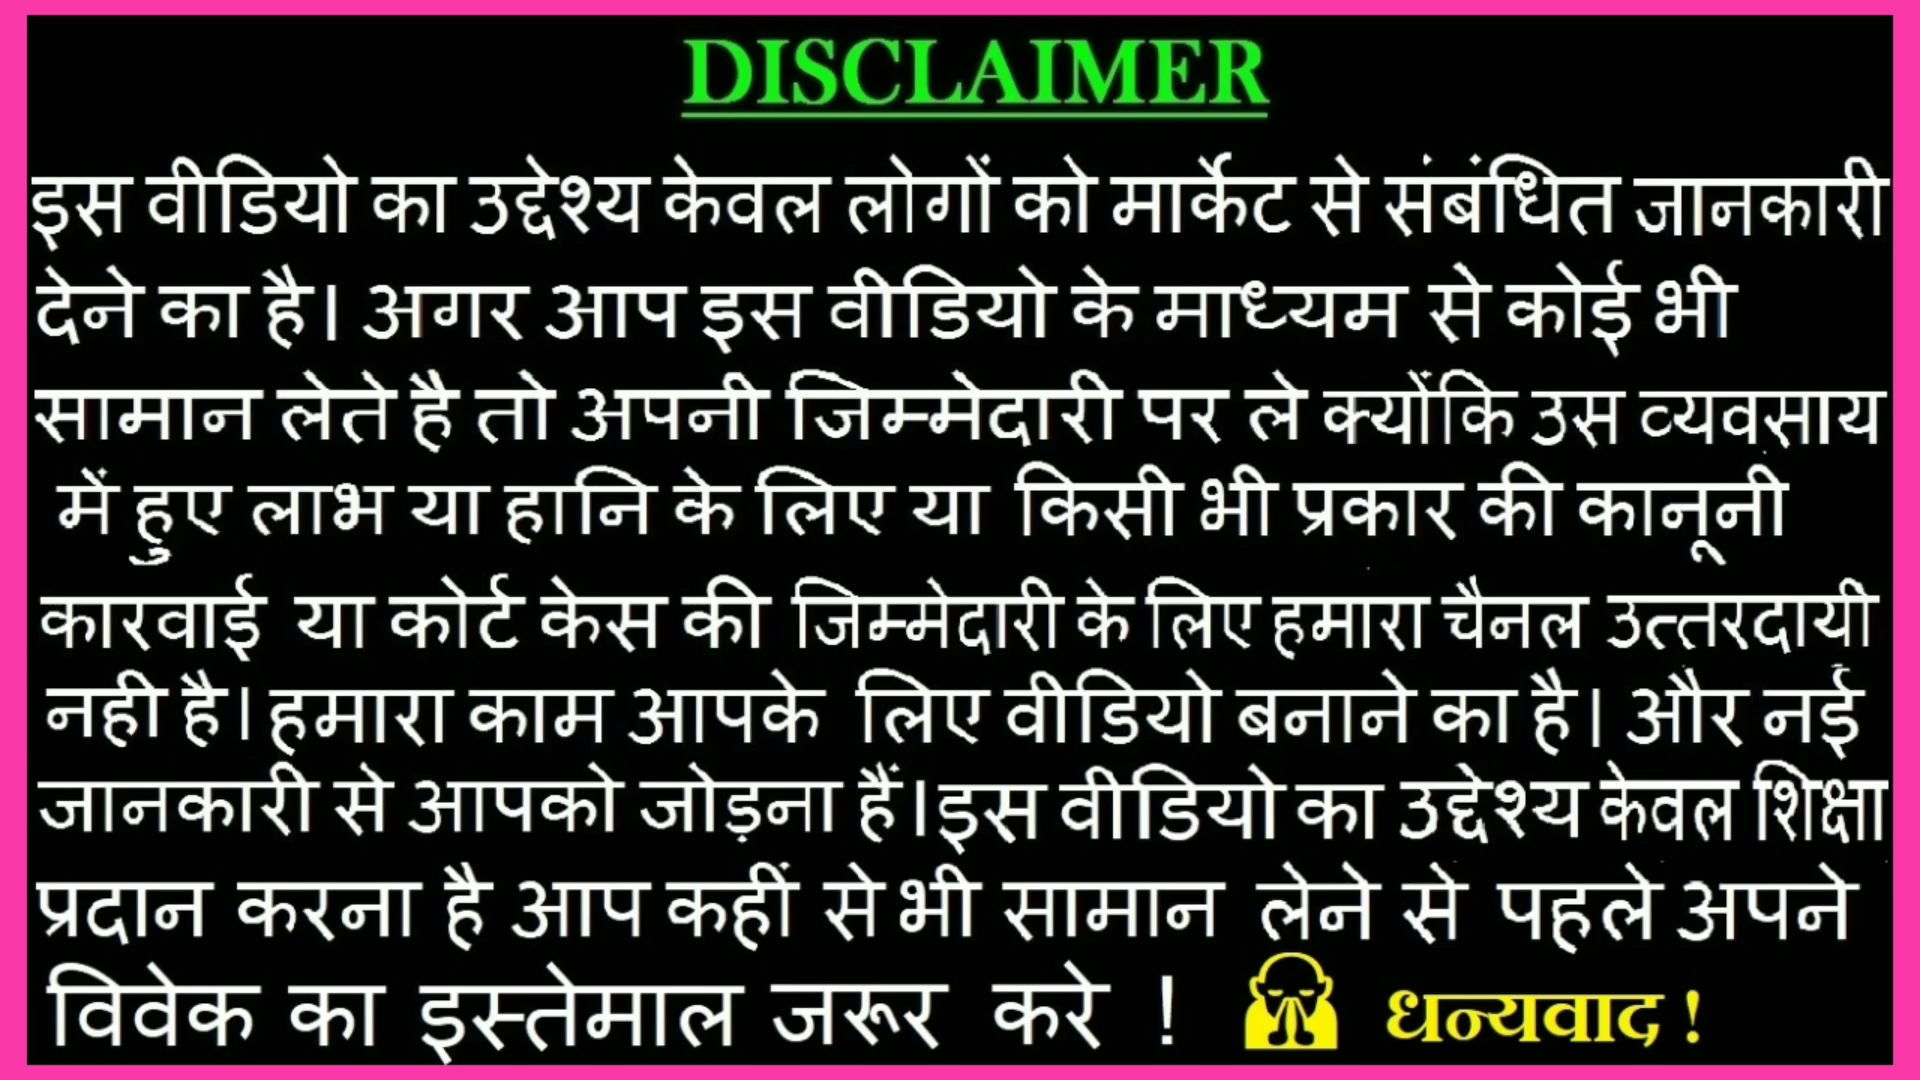 DISCLAIMER
इस वीडियो का उद्देश्य केवल लोगों को मार्केट से संबंधित जानकारी
देने का है। अगर आप इस वीडियो के माध्यम से कोई भी
सामान लेते है तो अपनी जिम्मेदारी पर ले क्योंकि उस व्यवसाय
में हुए लाभ या हानि के लिए या किसी भी प्रकार की कानूनी
कारवाई या कोर्ट केस की जिम्मेदारी के लिए हमारा चैनल उत्तरदायी
नही है। हमारा काम आपके लिए वीडियो बनाने का है। और नई
जानकारी से आपको जोड़ना हैं।इस वीडियो का उद्देश्य केवल शिक्षा
प्रदान करना है आप कहीं से भी सामान लेने से पहले अपने
विवेक का इस्तेमाल जरूर करे ! धन्यवाद !